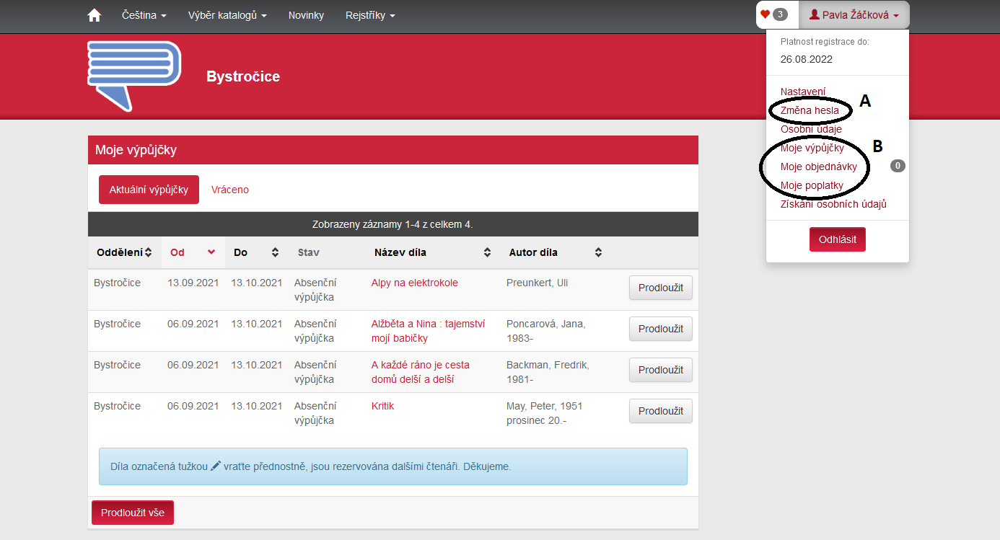 Čeština Výběr katalogů Novinky Rejstříky 3 Pavla Žáčková
Bystročice
Platnost registrace do:
26.08.2022
Nastavení
Změna hesla A
Osobní údaje
Moje výpůjčky B
Moje objednávky 0
Moje poplatky
Získání osobních údajů
Odhlásit
Moje výpůjčky
Aktuální výpůjčky Vráceno
Zobrazeny záznamy 1-4 z celkem 4.
Oddělení Od Do Stav Název díla Autor díla
Bystročice 13.09.2021 13.10.2021 Absenční Alpy na elektrokole Preunkert, Uli Prodloužit
výpůjčka
Bystročice 06.09.2021 13.10.2021 Absenční Alžběta a Nina : tajemství Poncarová, Jana, Prodloužit
výpůjčka mojí babičky 1983-
Bystročice 06.09.2021 13.10.2021 Absenční A každé ráno je cesta Backman, Fredrik, Prodloužit
výpůjčka domů delší a delší 1981-
Bystročice 06.09.2021 13.10.2021 Absenční Kritik May, Peter, 1951 Prodloužit
výpůjčka prosinec 20.-
Díla označená tužkou vraťte přednostně, jsou rezervována dalšími čtenáři. Děkujeme.
Prodloužit vše